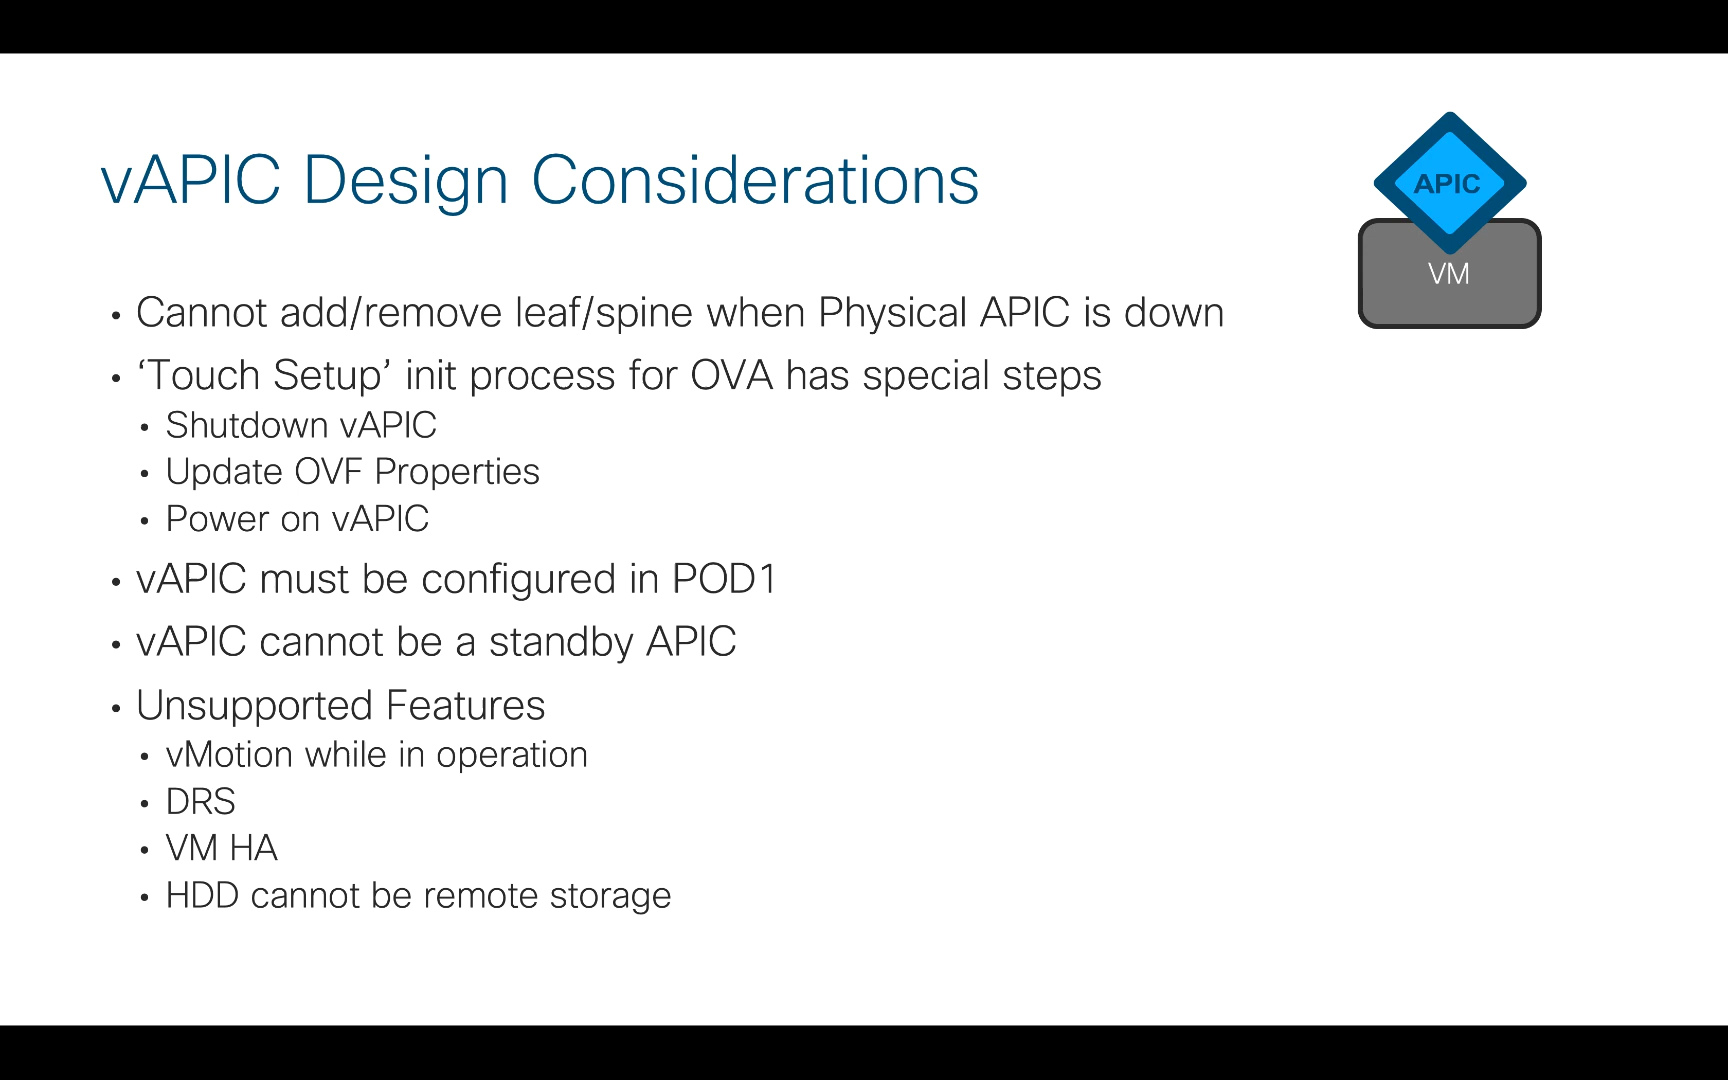 vAPIC Design Considerations
APIC
VM
• Cannot add/remove leaf/spine when Physical APIC is down
• ‘Touch Setup’ init process for OVA has special steps
• Shutdown vAPIC
• Update OVF Properties
• Power on vAPIC
• vAPIC must be configured in POD1
• vAPIC cannot be a standby APIC
• Unsupported Features
• vMotion while in operation
• DRS
• VM HA
• HDD cannot be remote storage